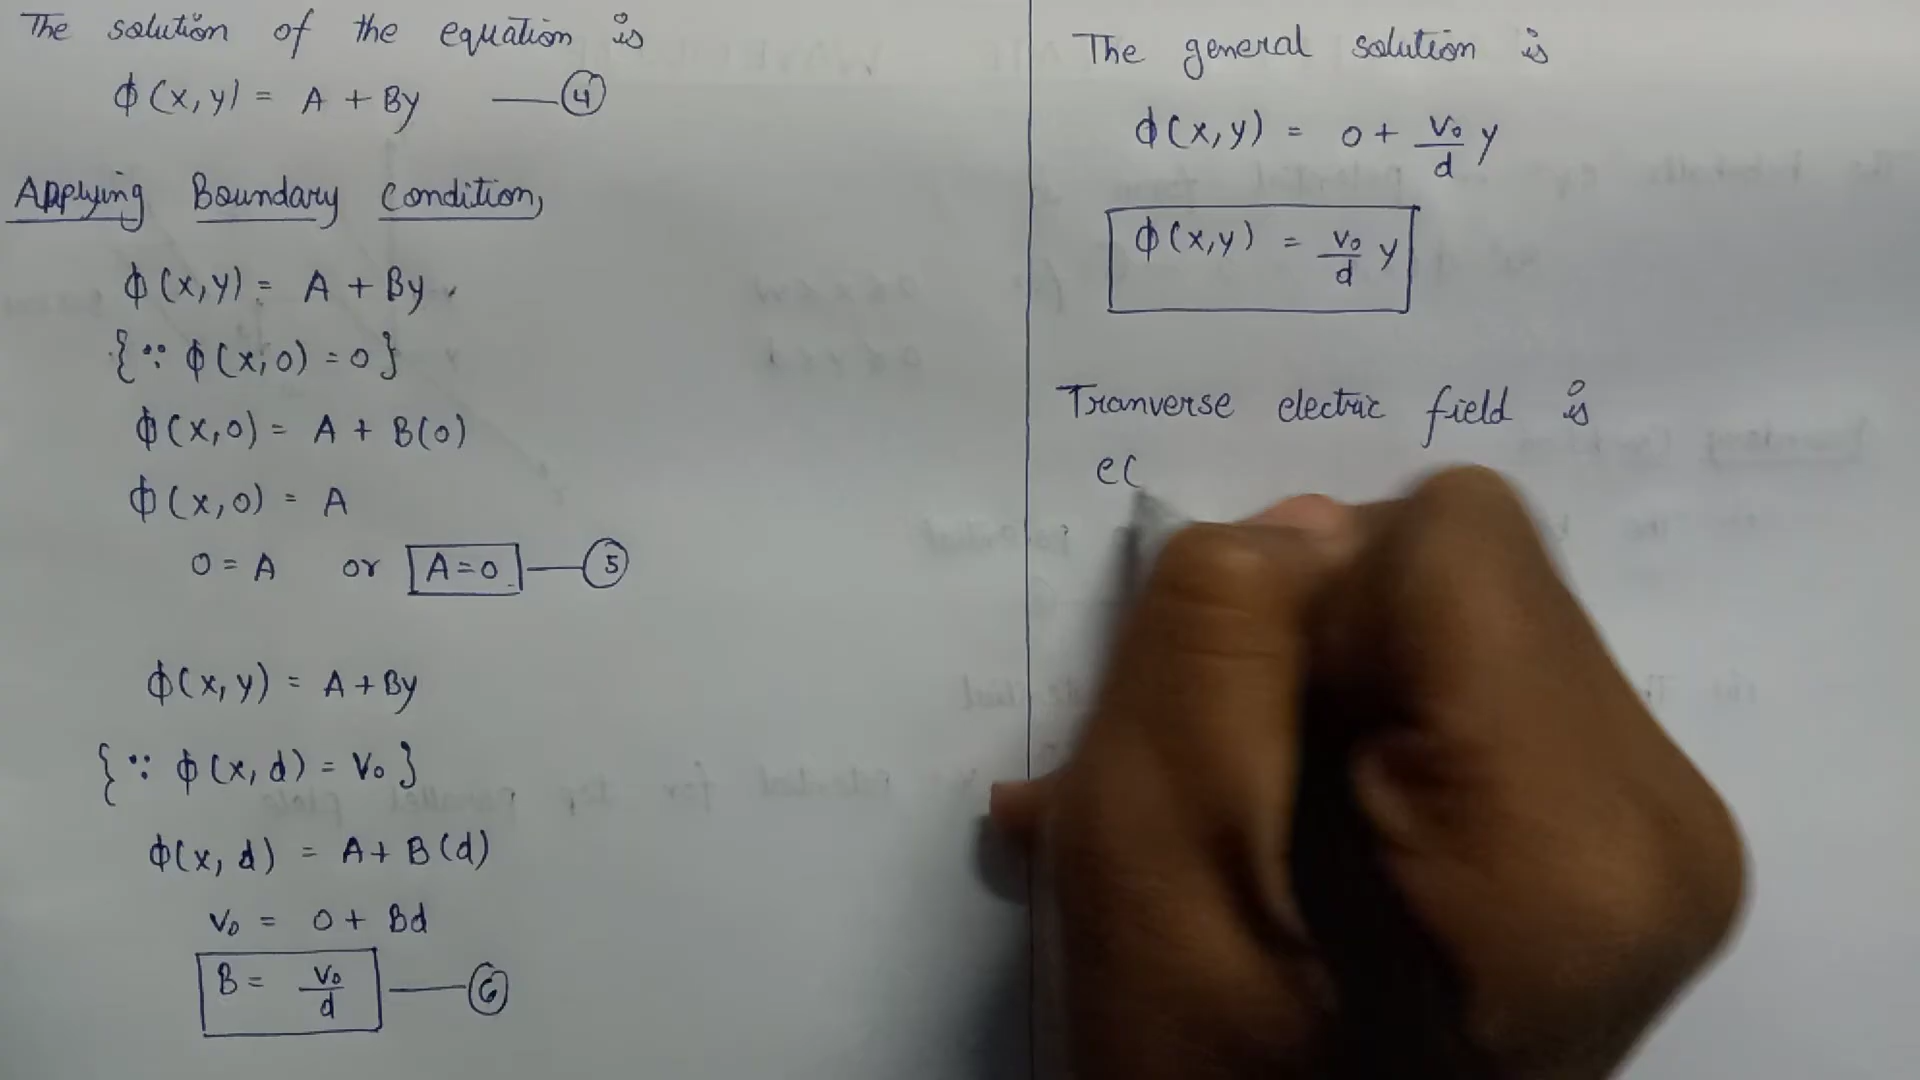 The solution of the equation is
ϕ(x,y) = A + By —— ④
Applying Boundary Condition,
ϕ(x,y) = A + By
{∵ ϕ(x,0) = 0}
ϕ(x,0) = A + B(0)
ϕ(x,0) = A
0 = A or A=0 —— ⑤
ϕ(x,y) = A+By
{∵ ϕ(x,d) = V₀}
ϕ(x,d) = A+ B(d)
V₀ = 0 + Bd
B = V₀/d —— ⑥
The general solution is
ϕ(x,y) = 0 + V₀/d y
ϕ(x,y) = V₀/d y
Tranverse electric field is
e(